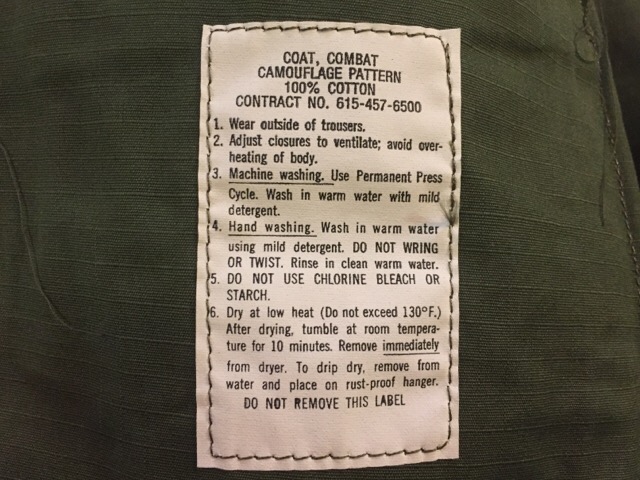 COAT, COMBAT
CAMOUFLAGE PATTERN
100% COTTON
CONTRACT NO. 615-457-6500
1. Wear outside of trousers.
2. Adjust closures to ventilate; avoid over-
heating of body.
3. Machine washing. Use Permanent Press
Cycle. Wash in warm water with mild
detergent.
4. Hand washing. Wash in warm water
using mild detergent. DO NOT WRING
OR TWIST. Rinse in clean warm water.
5. DO NOT USE CHLORINE BLEACH OR
STARCH.
6. Dry at low heat (Do not exceed 130°F.)
After drying, tumble at room tempera-
ture for 10 minutes. Remove immediately
from dryer. To drip dry, remove from
water and place on rust-proof hanger.
DO NOT REMOVE THIS LABEL